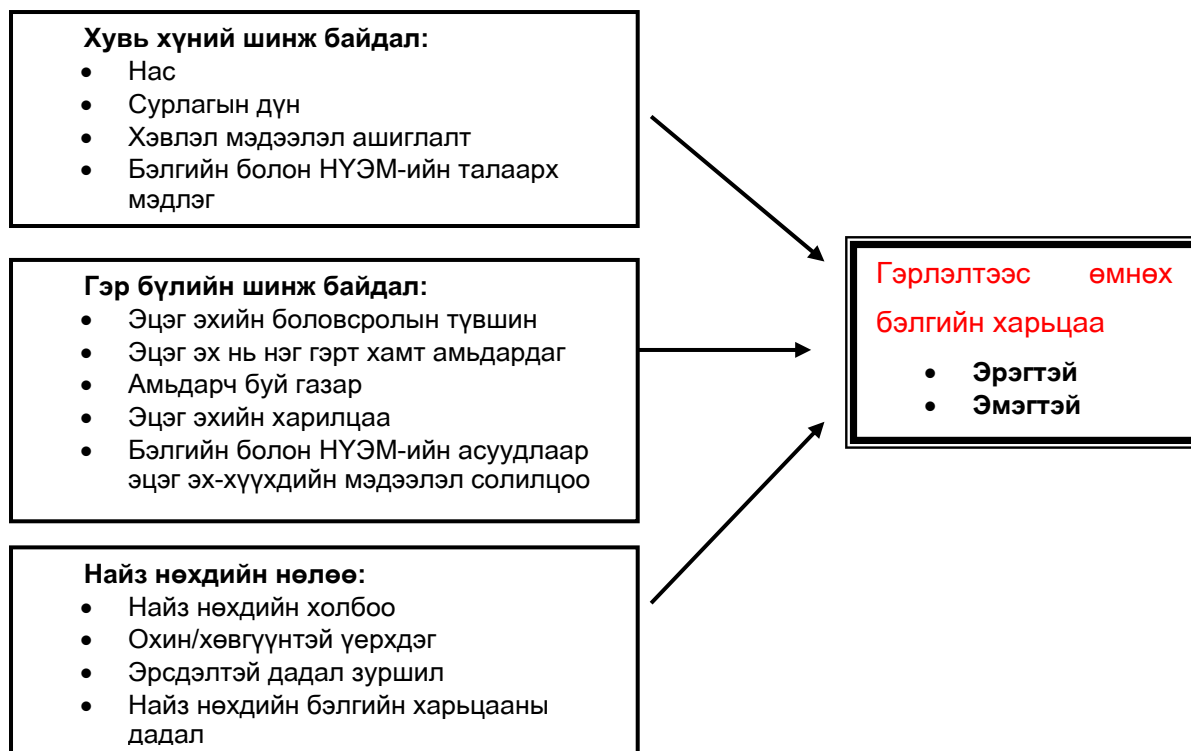 Хувь хүний шинж байдал:
• Нас
• Сурлагын дүн
• Хэвлэл мэдээлэл ашиглалт
• Бэлгийн болон НҮЭМ-ийн талаарх
мэдлэг
Гэр бүлийн шинж байдал:
• Эцэг эхийн боловсролын түвшин
• Эцэг эх нь нэг гэрт хамт амьдардаг
• Амьдарч буй газар
• Эцэг эхийн харилцаа
• Бэлгийн болон НҮЭМ-ийн асуудлаар
эцэг эх-хүүхдийн мэдээлэл солилцоо
Найз нөхдийн нөлөө:
• Найз нөхдийн холбоо
• Охин/хөвгүүнтэй үерхдэг
• Эрсдэлтэй дадал зуршил
• Найз нөхдийн бэлгийн харьцааны
дадал
Гэрлэлтээс өмнөх
бэлгийн харьцаа
• Эрэгтэй
• Эмэгтэй